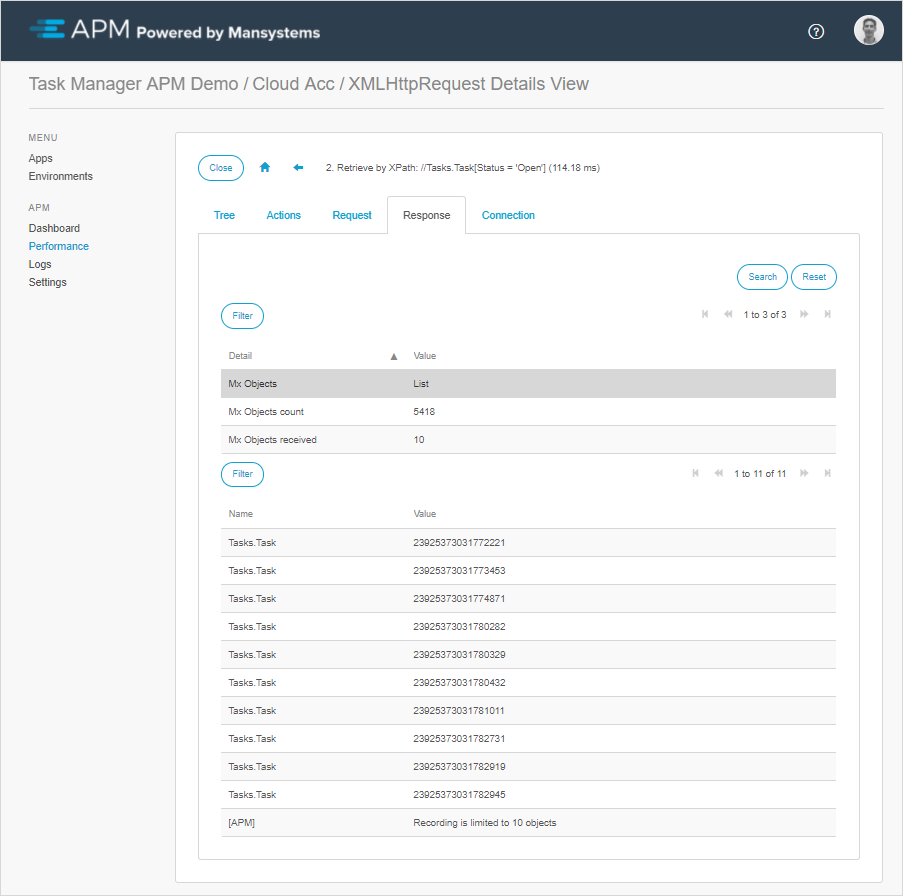 APM Powered by Mansystems
Task Manager APM Demo / Cloud Acc / XMLHttpRequest Details View
MENU
Apps
Environments
APM
Dashboard
Performance
Logs
Settings
Close 2. Retrieve by XPath: //Tasks.Task[Status = 'Open'] (114.18 ms)
Tree Actions Request Response Connection
Search Reset
Filter 1 to 3 of 3
Detail ▲ Value
Mx Objects List
Mx Objects count 5418
Mx Objects received 10
Filter 1 to 11 of 11
Name Value
Tasks.Task 23925373031772221
Tasks.Task 23925373031773453
Tasks.Task 23925373031774871
Tasks.Task 23925373031780282
Tasks.Task 23925373031780329
Tasks.Task 23925373031780432
Tasks.Task 23925373031781011
Tasks.Task 23925373031782731
Tasks.Task 23925373031782919
Tasks.Task 23925373031782945
[APM] Recording is limited to 10 objects